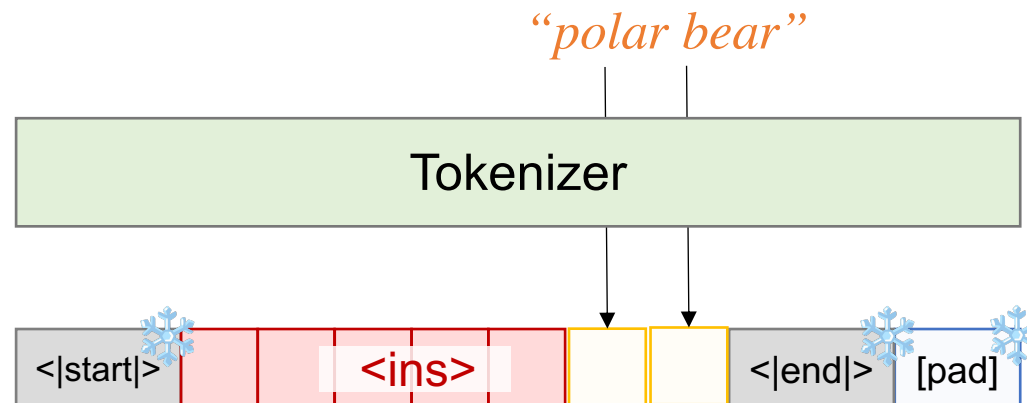 “polar bear”
Tokenizer
<|start|> <ins> <|end|> [pad]